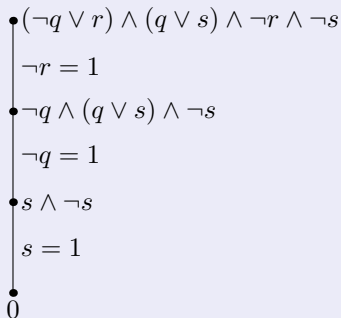 (¬q ∨ r) ∧ (q ∨ s) ∧ ¬r ∧ ¬s
¬r = 1
¬q ∧ (q ∨ s) ∧ ¬s
¬q = 1
s ∧ ¬s
s = 1
0